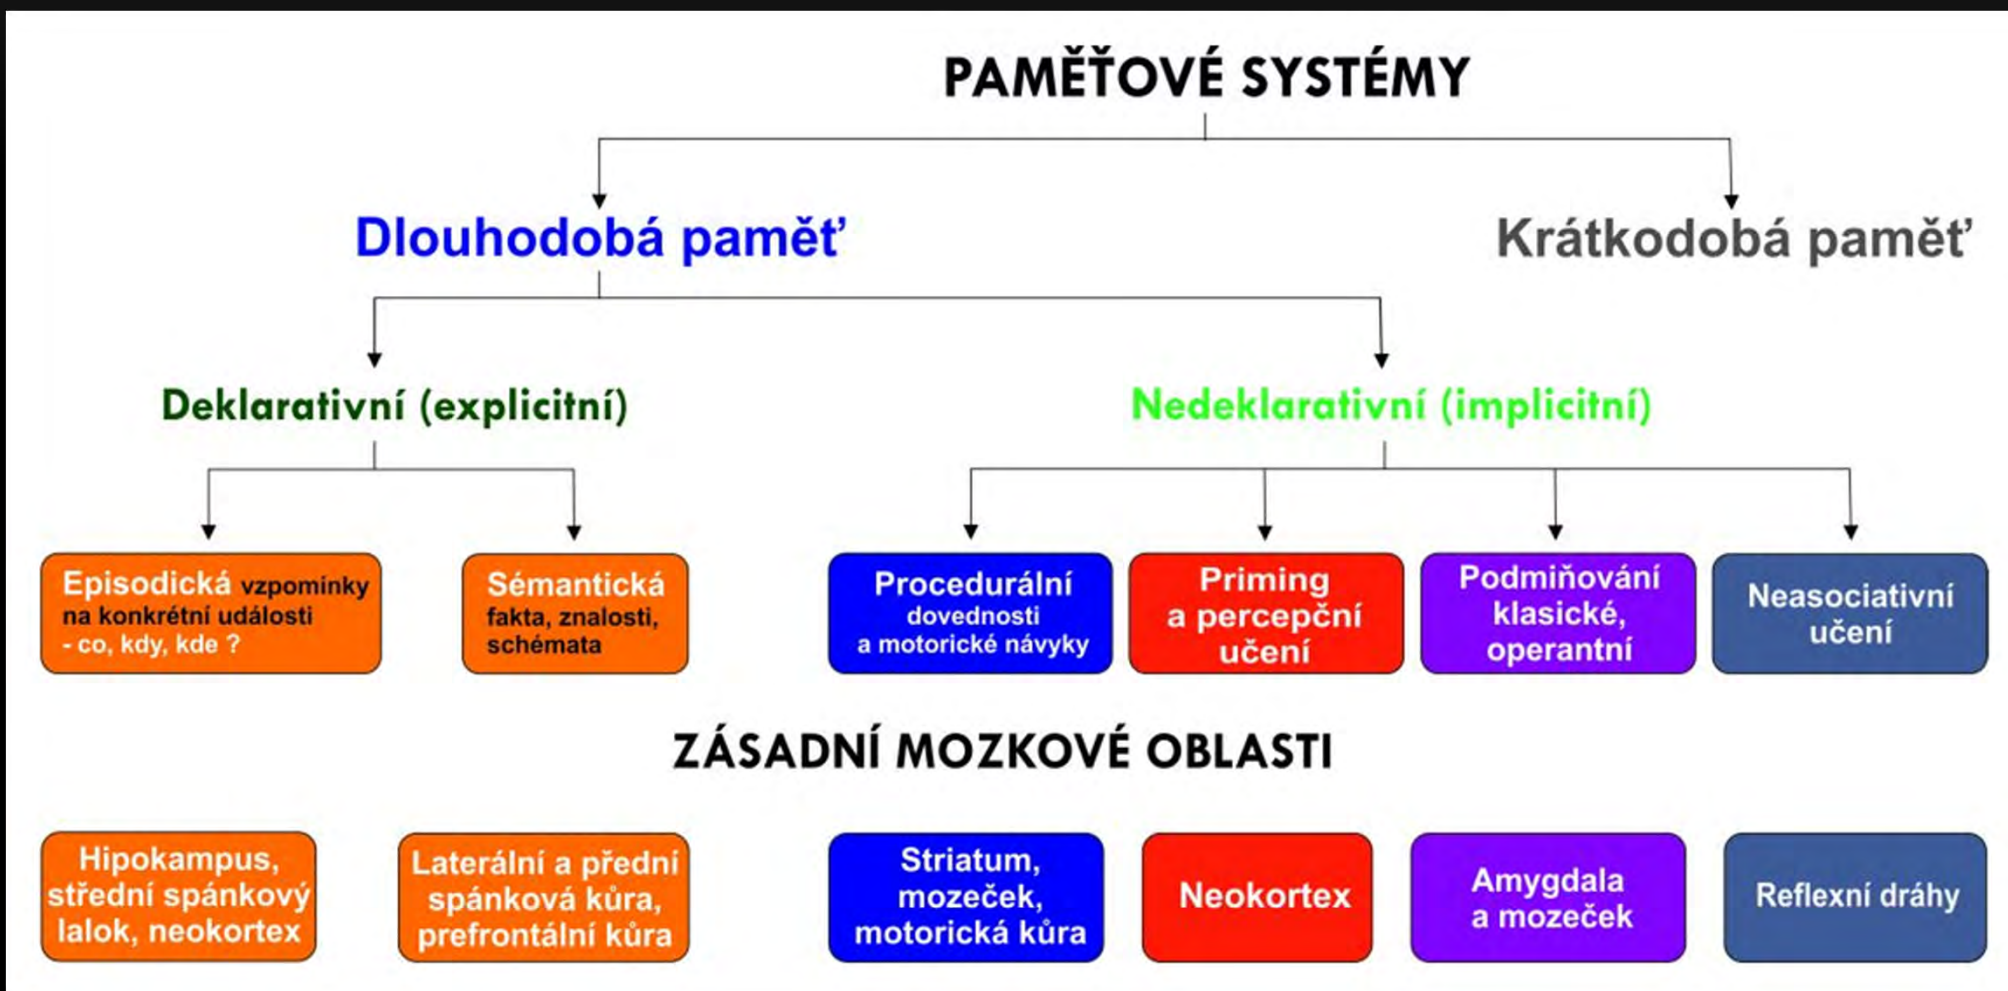 PAMĚŤOVÉ SYSTÉMY
Dlouhodobá paměť
Krátkodobá paměť
Deklarativní (explicitní)
Nedeklarativní (implicitní)
Episodická vzpomínky
na konkrétní události
- co, kdy, kde ?
Sémantická
fakta, znalosti,
schémata
Procedurální
dovednosti
a motorické návyky
Priming
a percepční
učení
Podmiňování
klasické,
operantní
Neasociativní
učení
ZÁSADNÍ MOZKOVÉ OBLASTI
Hipokampus,
střední spánkový
lalok, neokortex
Laterální a přední
spánková kůra,
prefrontální kůra
Striatum,
mozeček,
motorická kůra
Neokortex
Amygdala
a mozeček
Reflexní dráhy